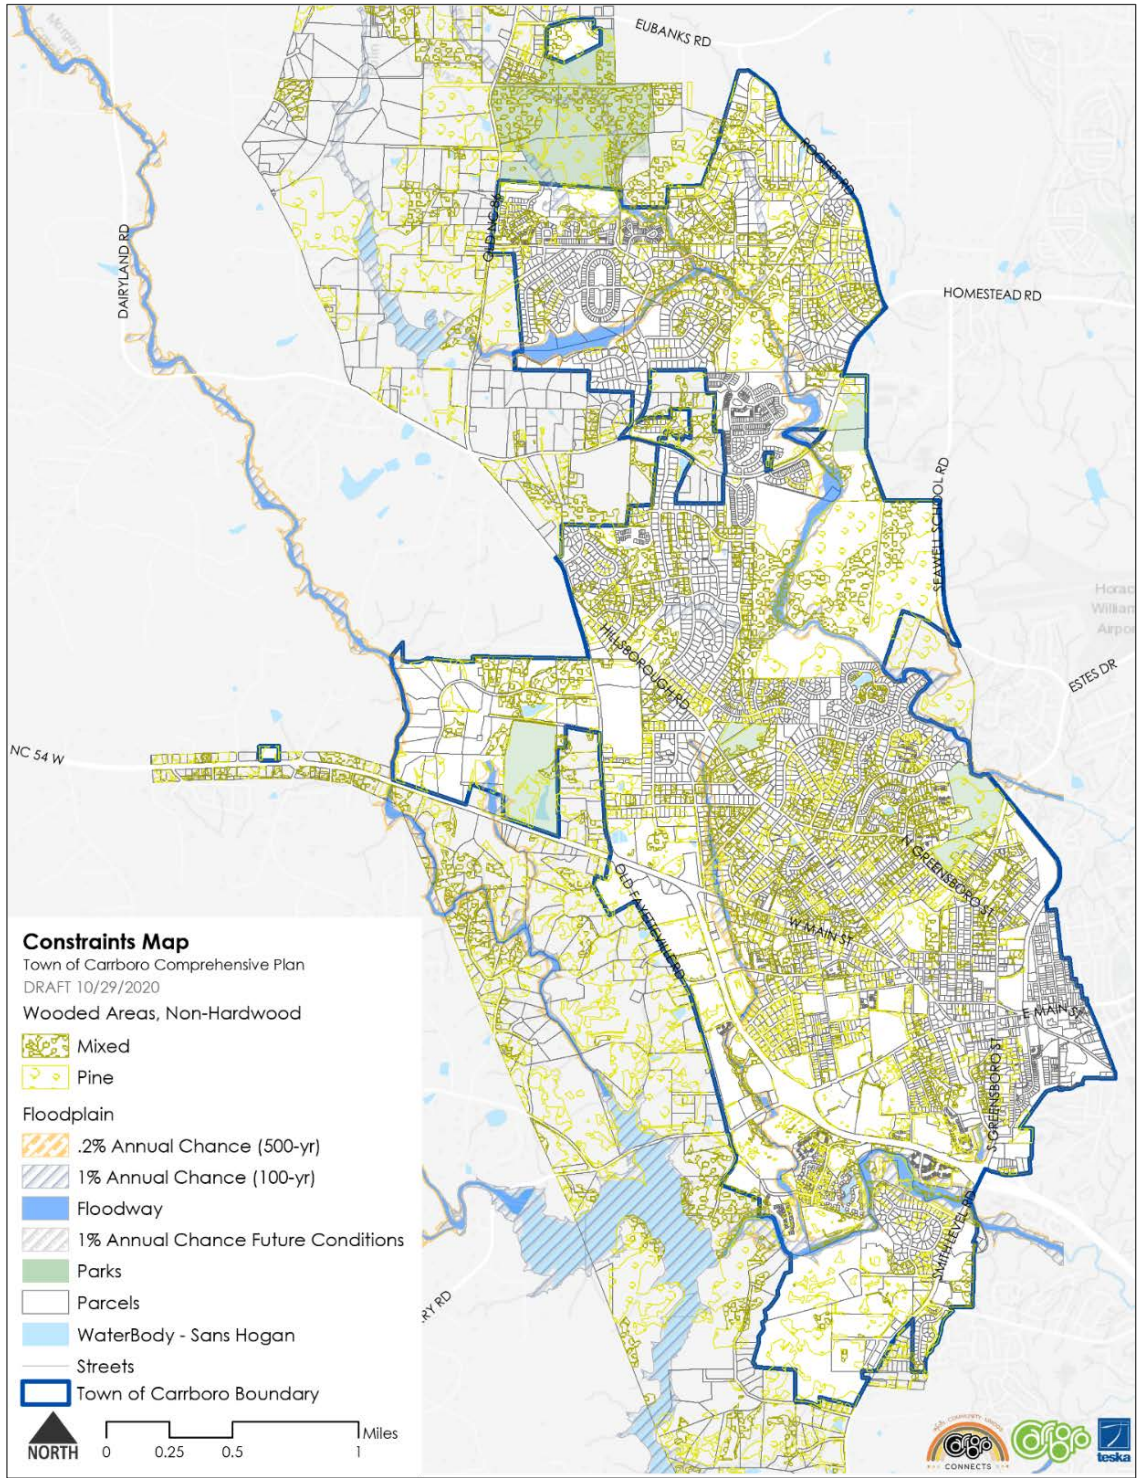 EUBANKS RD
Morgan
ROGERS RD
OLD NC 86
DAIRYLAND RD
HOMESTEAD RD
SEAWELL SCHOOL RD
Horac
William
Airpor
HILLSBOROUGH RD
ESTES DR
NC 54 W
N GREENSBORO ST
OLD FAYETTEVILLE RD
W MAIN ST
E MAIN ST
S GREENSBORO ST
SMITH LEVEL RD
RY RD
Constraints Map
Town of Carrboro Comprehensive Plan
DRAFT 10/29/2020
Wooded Areas, Non-Hardwood
Mixed
Pine
Floodplain
.2% Annual Chance (500-yr)
1% Annual Chance (100-yr)
Floodway
1% Annual Chance Future Conditions
Parks
Parcels
WaterBody - Sans Hogan
Streets
Town of Carrboro Boundary
NORTH
0 0.25 0.5 1 Miles
CONNECTS
teska